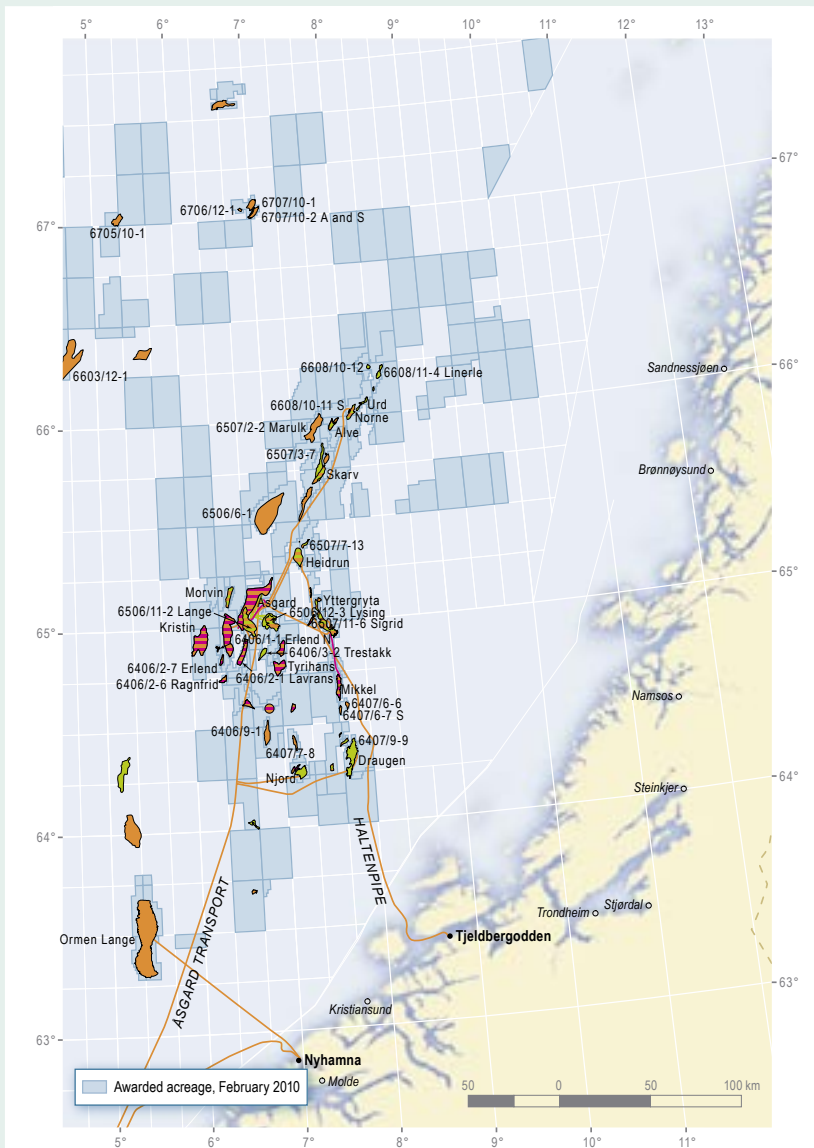 5°
6°
7°
8°
9°
10°
11°
12°
13°
67°
6707/10-1
6706/12-1
6707/10-2 A and S
67°
6705/10-1
66°
6608/10-12
6608/11-4 Linerle
Sandnessjøen
6603/12-1
6608/10-11 S
Urd
Norne
6507/2-2 Marulk
Alve
66°
6507/3-7
Skarv
Brønnøysund
6506/6-1
6507/7-13
Heidrun
65°
Morvin
Åsgard
Yttergryta
6506/11-2 Lange
6506/12-3 Lysing
6507/11-6 Sigrid
Kristin
65°
6406/1-1 Erlend N
6406/3-2 Trestakk
6406/2-7 Erlend
Tyrihans
6406/2-1 Lavrans
6406/2-6 Ragnfrid
Mikkel
Namsos
6407/6-6
6407/6-7 S
6406/9-1
6407/9-9
6407/7-8
Draugen
Njord
64°
Steinkjer
64°
HALTENPIPE
ÅSGARD TRANSPORT
Stjørdal
Trondheim
Ormen Lange
Tjeldbergodden
63°
Kristiansund
63°
Nyhamna
Molde
Awarded acreage, February 2010
50
0
50
100 km
5°
6°
7°
8°
9°
10°
11°